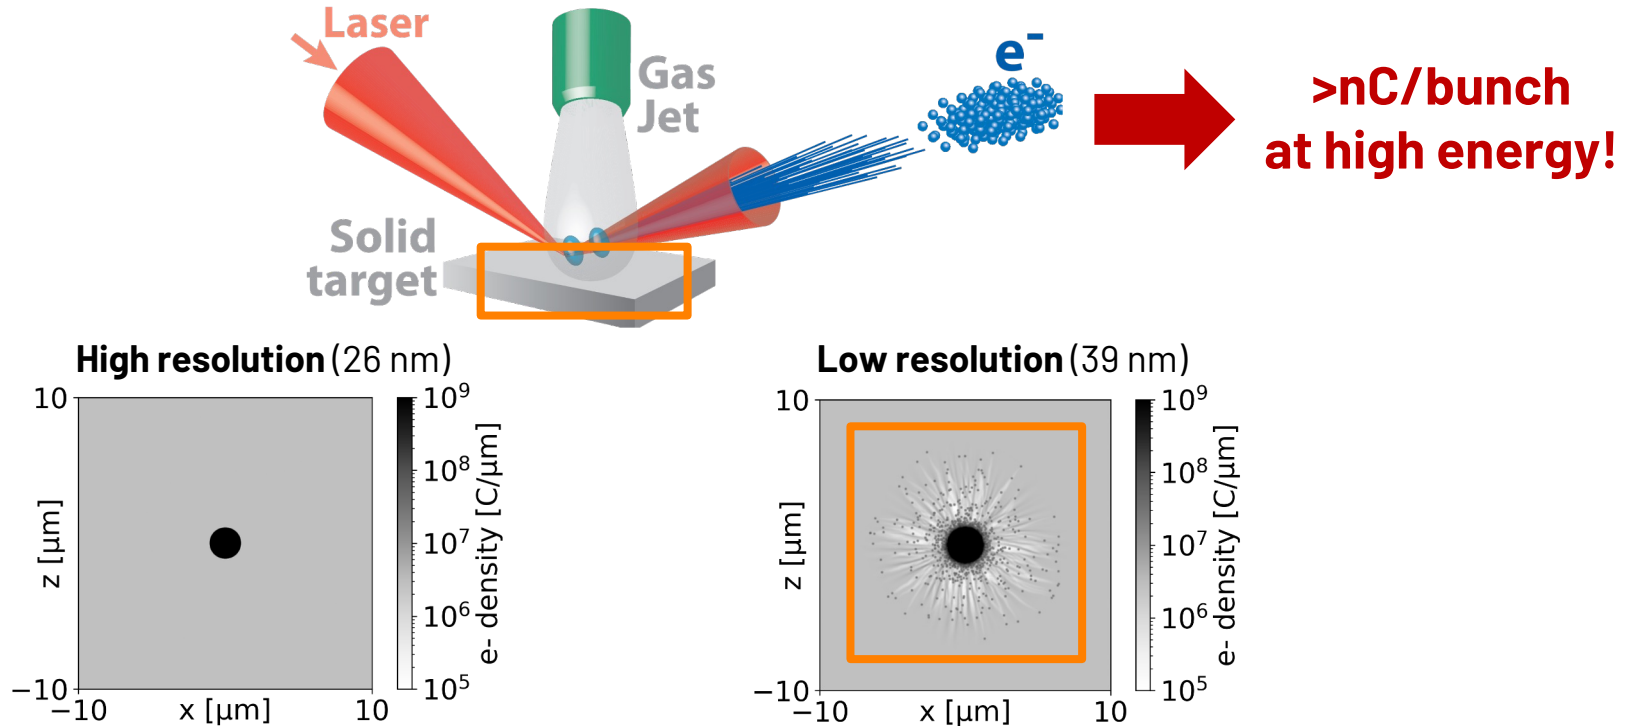 Laser
Gas
Jet
e⁻
>nC/bunch
at high energy!
Solid
target
High resolution (26 nm)
10
z [μm]
−10
−10
x [μm]
10
10⁹
10⁸
10⁷
10⁶
10⁵
e- density [C/μm]
Low resolution (39 nm)
10
z [μm]
−10
−10
x [μm]
10
10⁹
10⁸
10⁷
10⁶
10⁵
e- density [C/μm]